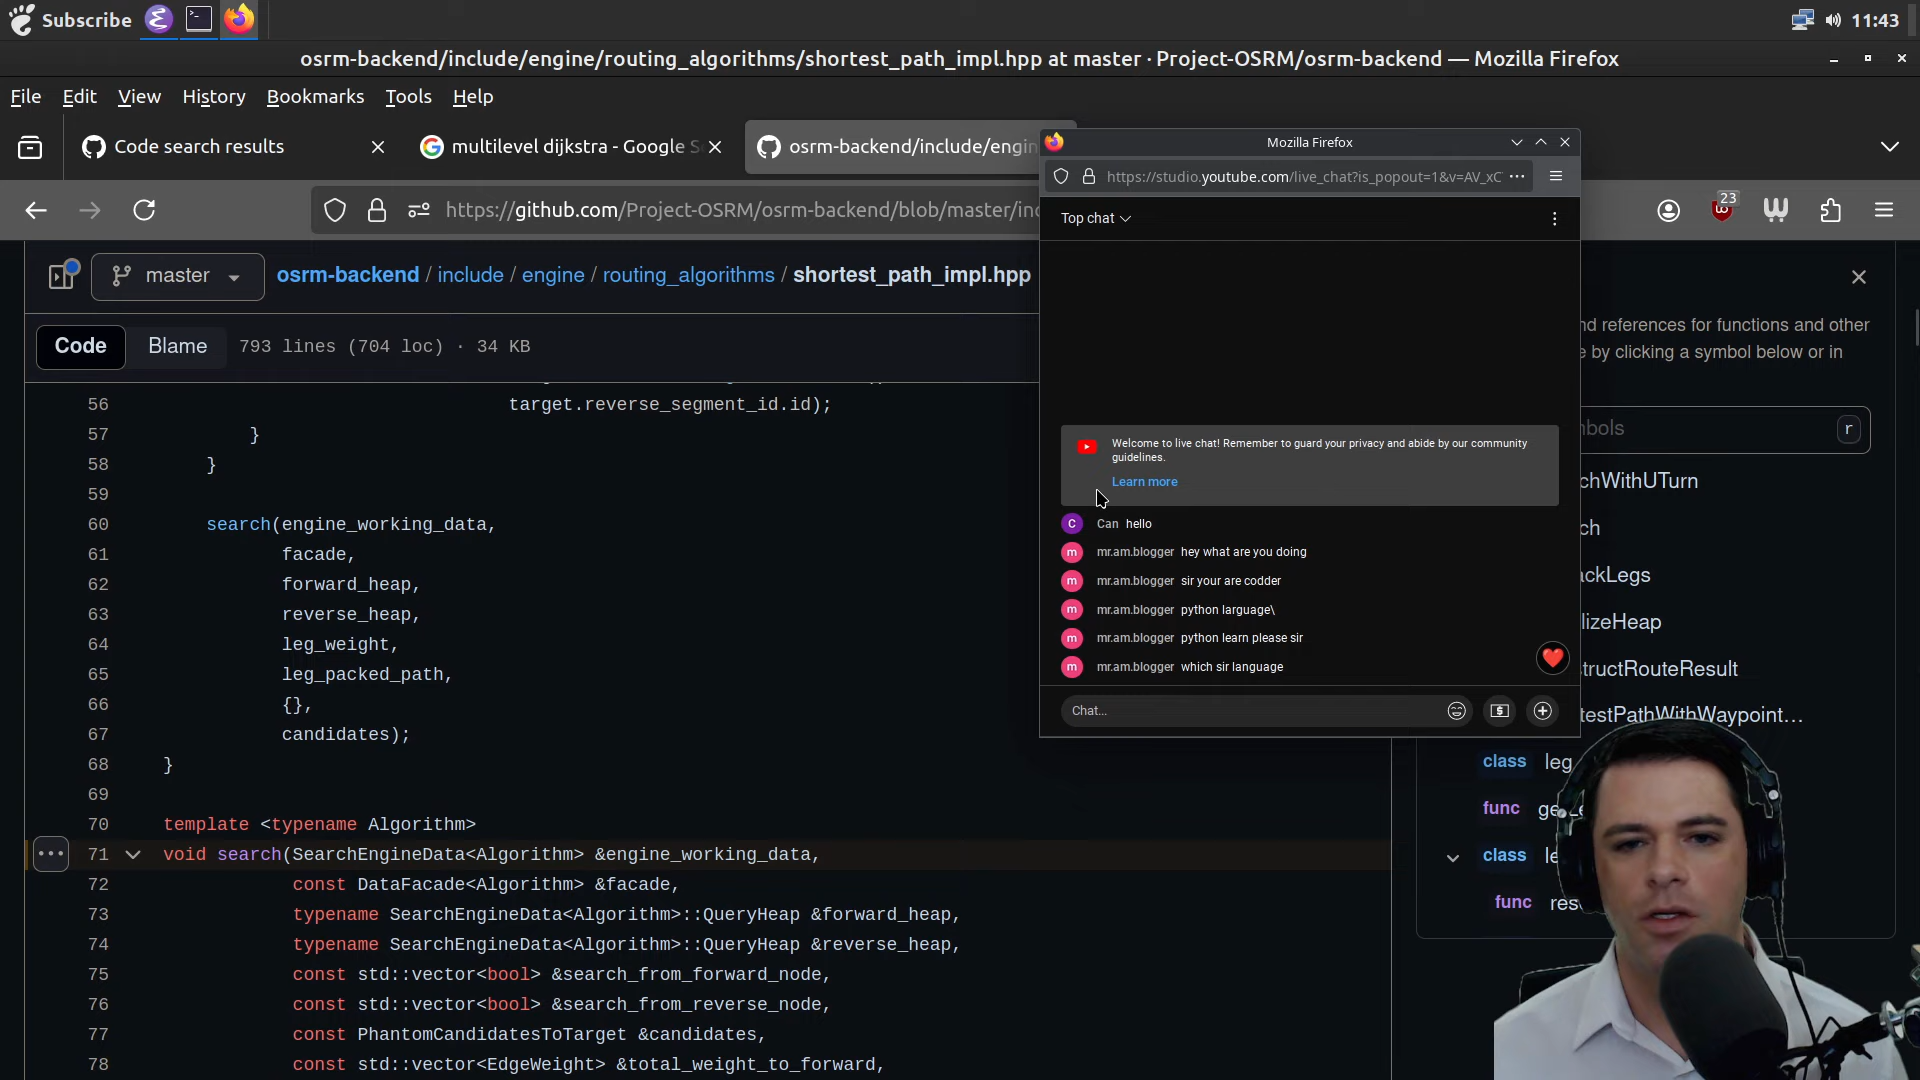 Subscribe
11:43
osrm-backend/include/engine/routing_algorithms/shortest_path_impl.hpp at master · Project-OSRM/osrm-backend — Mozilla Firefox
File Edit View History Bookmarks Tools Help
Code search results
multilevel dijkstra - Google S
osrm-backend/include/engin
https://github.com/Project-OSRM/osrm-backend/blob/master/inc
23
master
osrm-backend / include / engine / routing_algorithms / shortest_path_impl.hpp
Code Blame 793 lines (704 loc) · 34 KB
56 target.reverse_segment_id.id);
57 }
58 }
59
60 search(engine_working_data,
61 facade,
62 forward_heap,
63 reverse_heap,
64 leg_weight,
65 leg_packed_path,
66 {},
67 candidates);
68 }
69
70 template <typename Algorithm>
71 void search(SearchEngineData<Algorithm> &engine_working_data,
72 const DataFacade<Algorithm> &facade,
73 typename SearchEngineData<Algorithm>::QueryHeap &forward_heap,
74 typename SearchEngineData<Algorithm>::QueryHeap &reverse_heap,
75 const std::vector<bool> &search_from_forward_node,
76 const std::vector<bool> &search_from_reverse_node,
77 const PhantomCandidatesToTarget &candidates,
78 const std::vector<EdgeWeight> &total_weight_to_forward,
Mozilla Firefox
https://studio.youtube.com/live_chat?is_popout=1&v=AV_xC
Top chat
Welcome to live chat! Remember to guard your privacy and abide by our community
guidelines.
Learn more
C Can hello
m mr.am.blogger hey what are you doing
m mr.am.blogger sir your are codder
m mr.am.blogger python larguage\
m mr.am.blogger python learn please sir
m mr.am.blogger which sir language
Chat...
nd references for functions and other
e by clicking a symbol below or in
nbols r
chWithUTurn
ch
ackLegs
lizeHeap
tructRouteResult
testPathWithWaypoint...
class leg
func ge
class le
func res